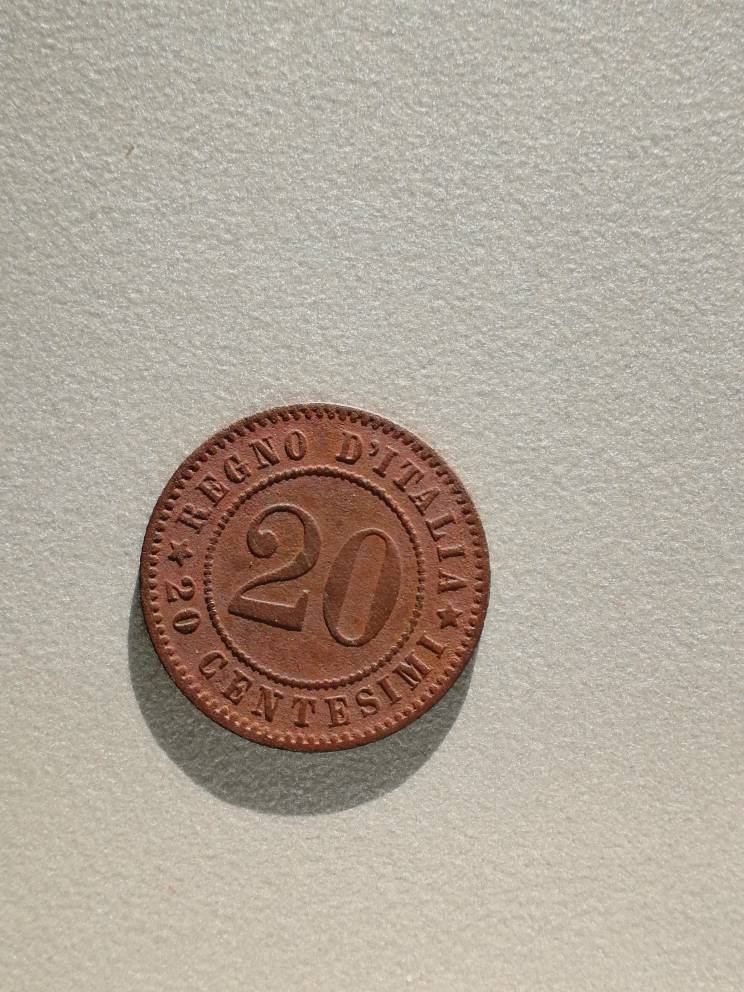 REGNO D'ITALIA
20
★ 20 CENTESIMI ★